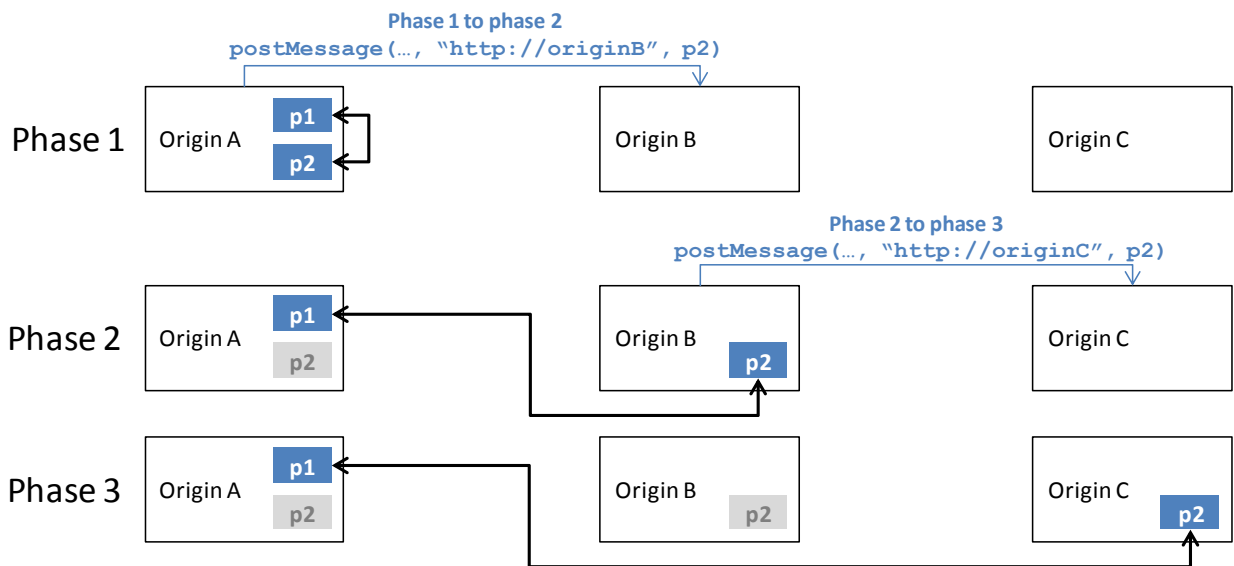 Phase 1 to phase 2
postMessage(…, “http://originB”, p2)
Phase 1
Origin A
p1
p2
Origin B
Origin C
Phase 2 to phase 3
postMessage(…, “http://originC”, p2)
Phase 2
Origin A
p1
p2
Origin B
p2
Origin C
Phase 3
Origin A
p1
p2
Origin B
p2
Origin C
p2